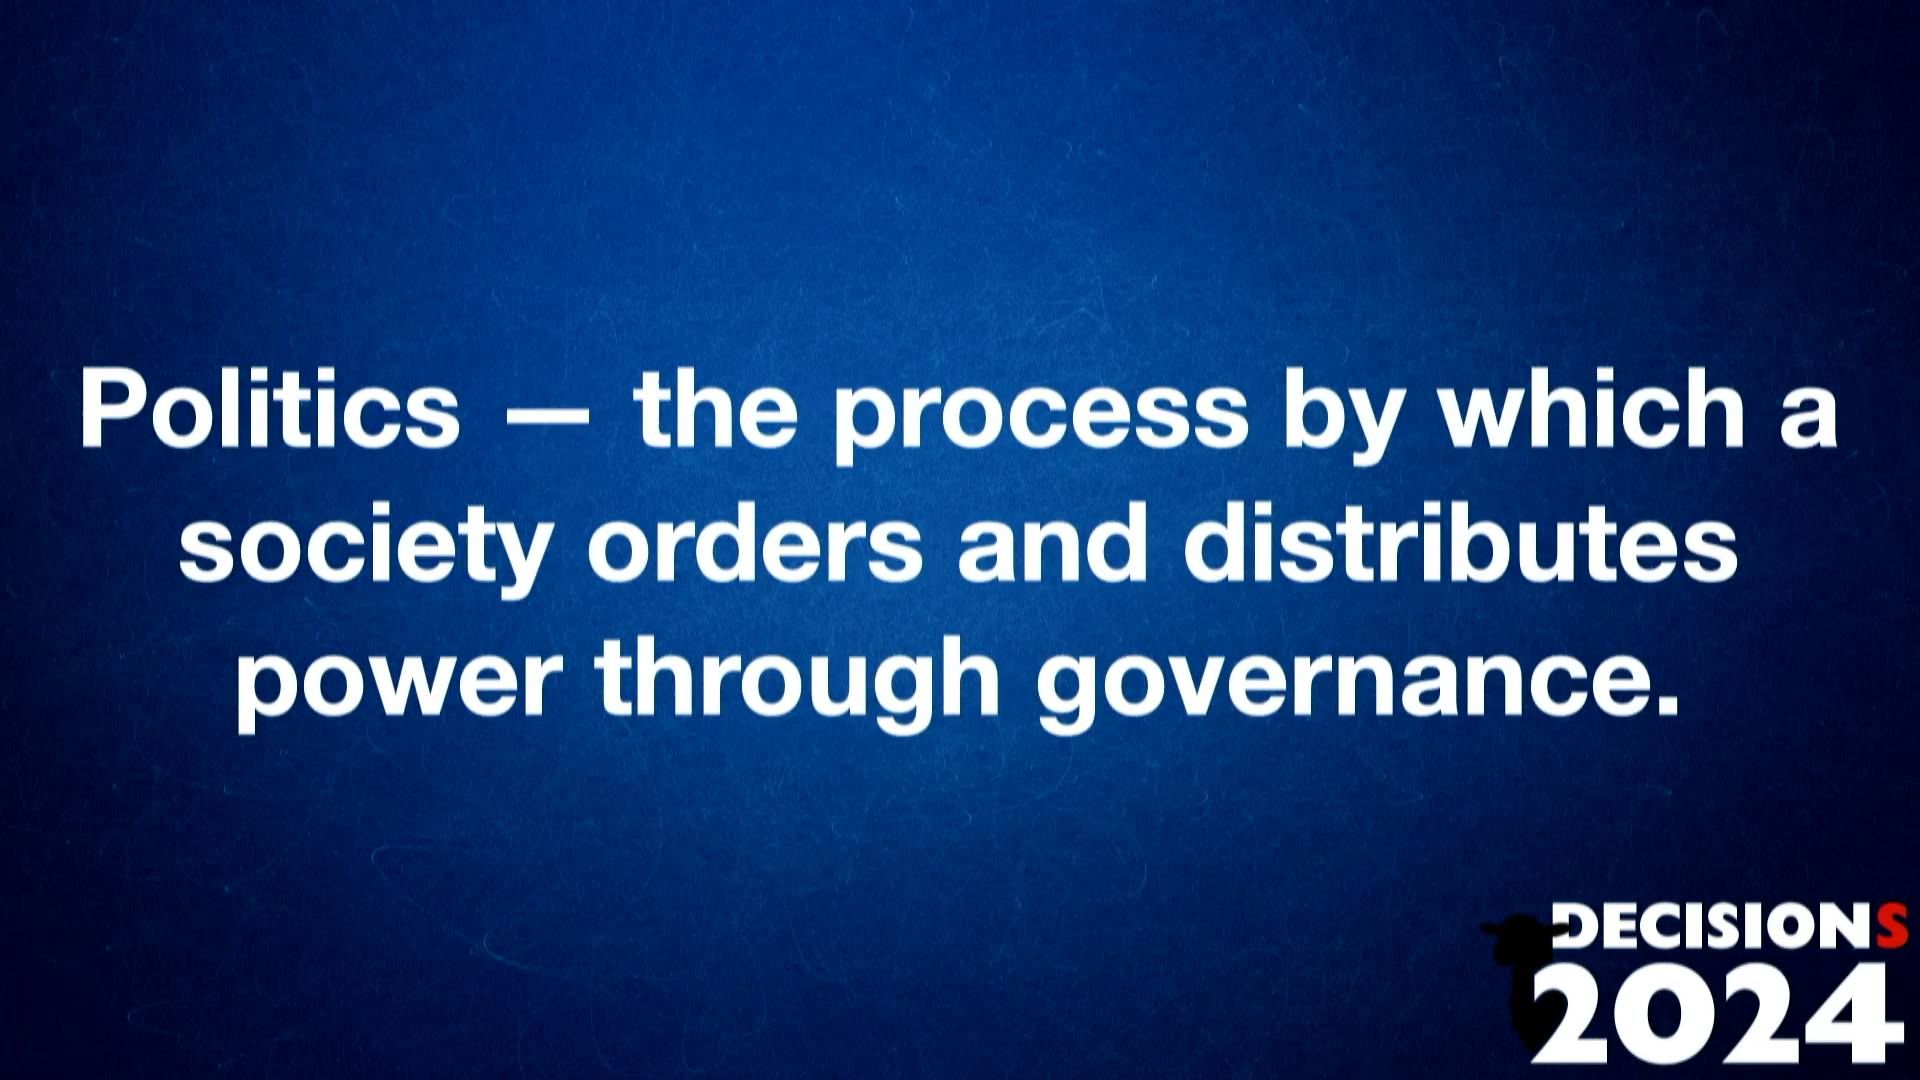 Politics — the process by which a
society orders and distributes
power through governance.
DECISIONS
2024